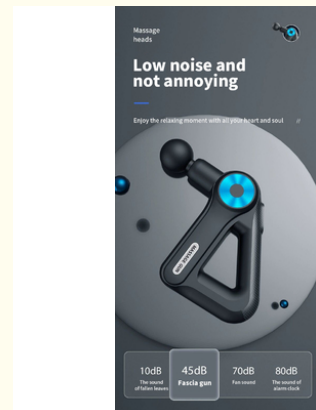 Massage
heads
Low noise and
not annoying
Enjoy the relaxing moment with all your heart and soul //
10dB
The sound
of fallen leaves
45dB
Fascia gun
70dB
Fan sound
80dB
The sound of
alarm clock